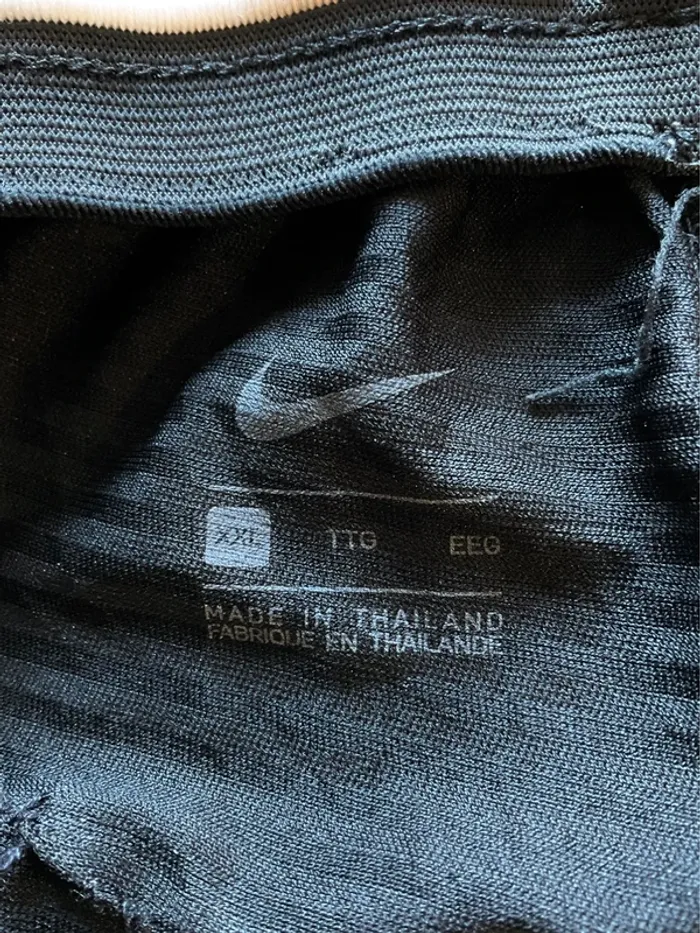 XXL TTG EEG
MADE IN THAILAND
FABRIQUE EN THAILANDE